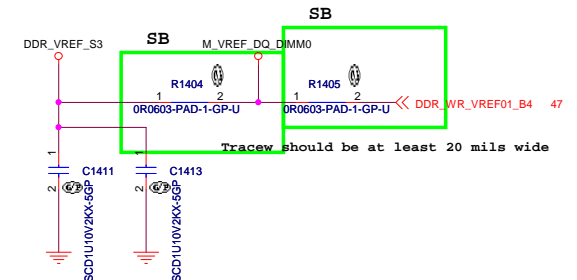 SB
SB
DDR_VREF_S3
M_VREF_DQ_DIMM0
R1404
R1405
1
2
1
2
0R0603-PAD-1-GP-U
0R0603-PAD-1-GP-U
DDR_WR_VREF01_B4 47
Tracew should be at least 20 mils wide
1
1
C1411
C1413
2
2
SCD1U10V2KX-5GP
SCD1U10V2KX-5GP